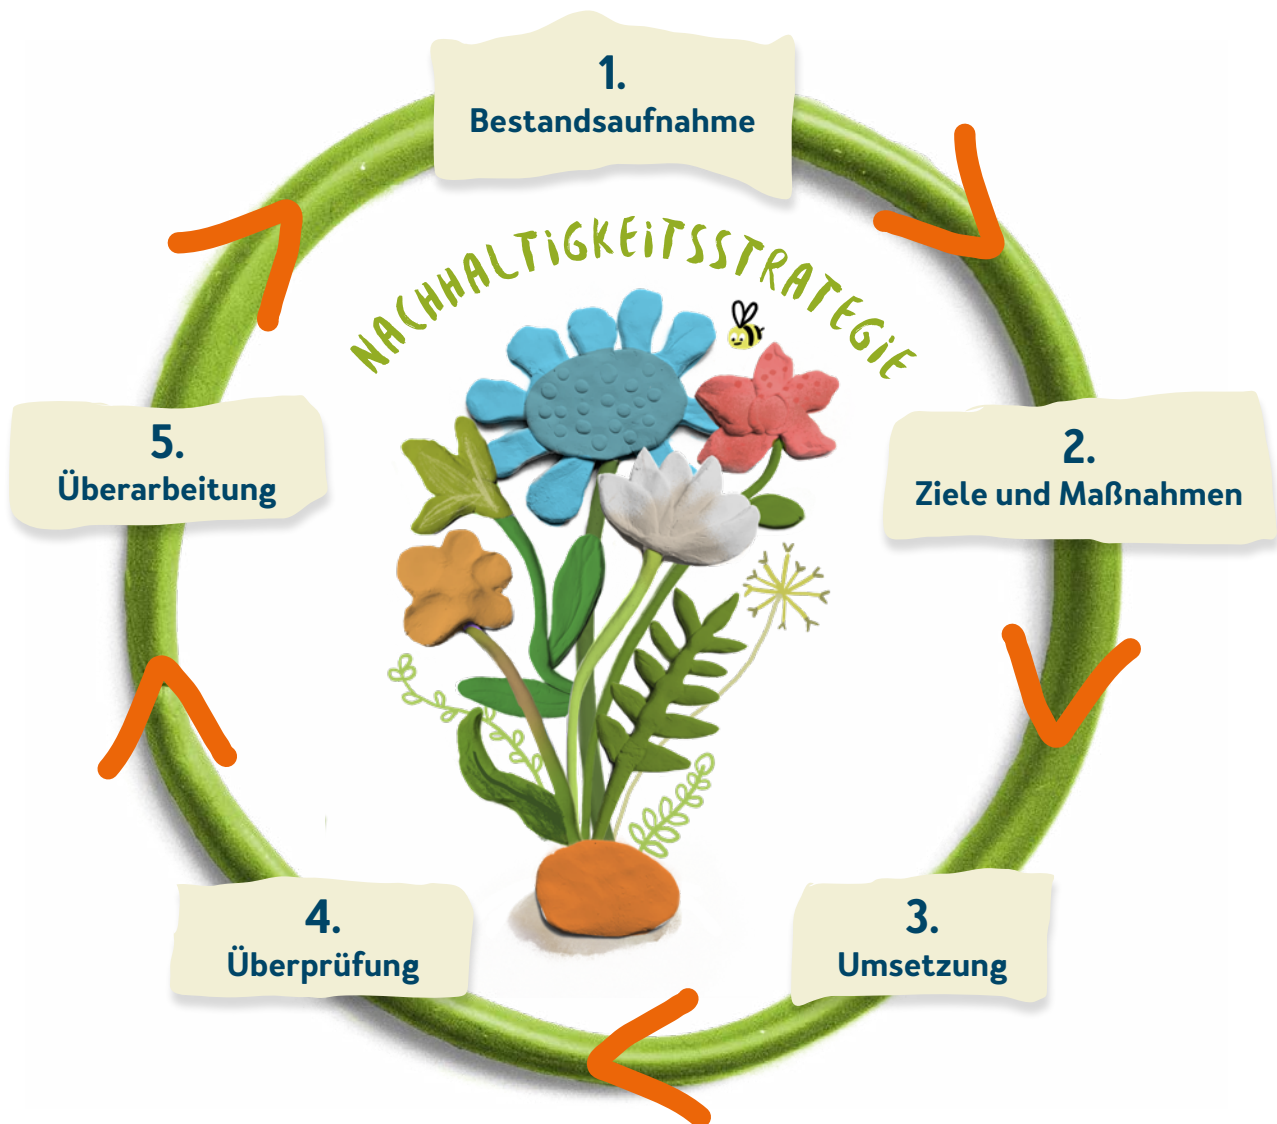 1.
Bestandsaufnahme
NACHHALTiGKEiTSSTRATEGiE
2.
Ziele und Maßnahmen
3.
Umsetzung
4.
Überprüfung
5.
Überarbeitung